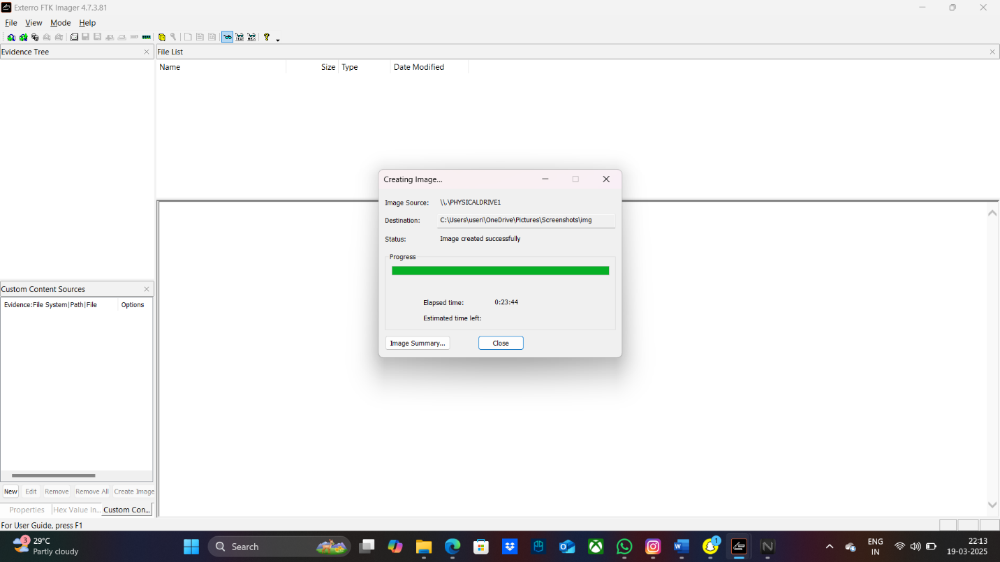 Exterro FTK Imager 4.7.3.81
File View Mode Help
TEXT HEX
Evidence Tree
File List
Name Size Type Date Modified
Creating Image...
Image Source: \\.\PHYSICALDRIVE1
Destination: C:\Users\useri\OneDrive\Pictures\Screenshots\img
Status: Image created successfully
Progress
Elapsed time: 0:23:44
Estimated time left:
Image Summary... Close
Custom Content Sources
Evidence:File System|Path|File Options
New Edit Remove Remove All Create Image
Properties Hex Value In... Custom Con...
For User Guide, press F1
3
29°C
Partly cloudy
Search
1
ENG
IN
22:13
19-03-2025